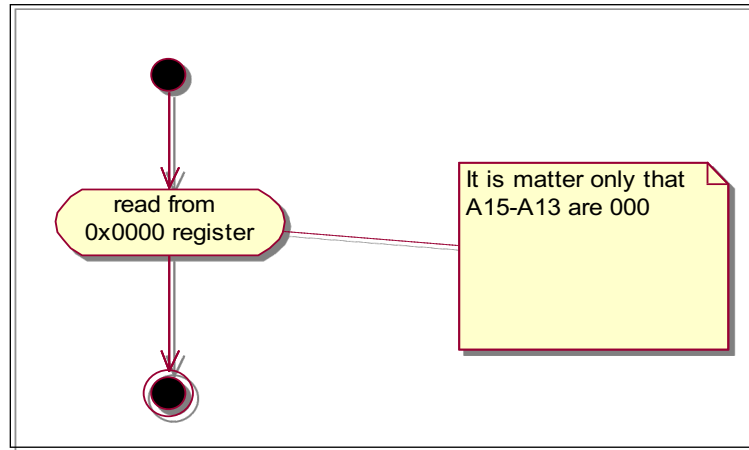 read from
0x0000 register
It is matter only that
A15-A13 are 000